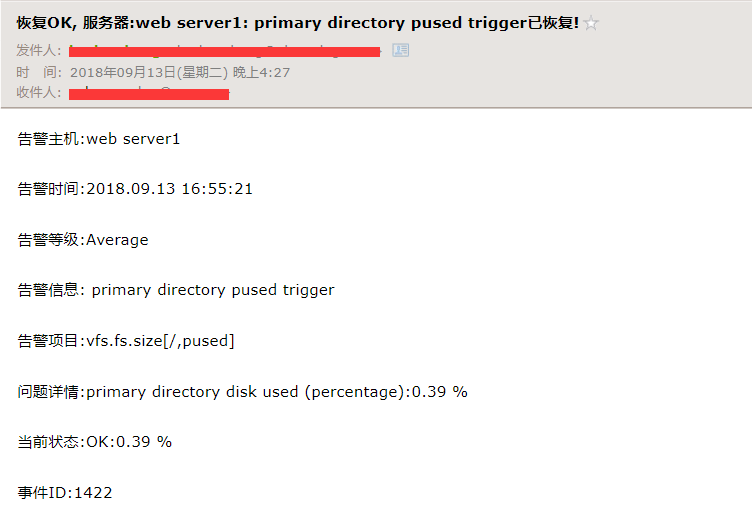 恢复OK, 服务器:web server1: primary directory pused trigger已恢复!
发件人:
时 间: 2018年09月13日(星期二) 晚上4:27
收件人:
告警主机:web server1
告警时间:2018.09.13 16:55:21
告警等级:Average
告警信息: primary directory pused trigger
告警项目:vfs.fs.size[/,pused]
问题详情:primary directory disk used (percentage):0.39 %
当前状态:OK:0.39 %
事件ID:1422